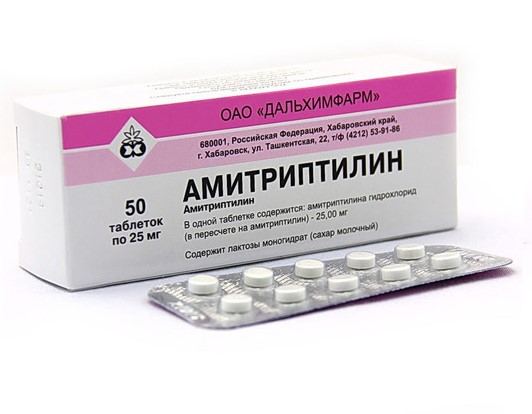 ОАО "ДАЛЬХИМФАРМ"
680001, Российская Федерация, Хабаровский край,
г. Хабаровск, ул. Ташкентская, 22, т/ф (4212) 53-91-86
АМИТРИПТИЛИН
Амитриптилин
В одной таблетке содержится: амитриптилина гидрохлорид
(в пересчете на амитриптилин) - 25,00 мг
Содержит лактозы моногидрат (сахар молочный)
50
таблеток
по 25 мг